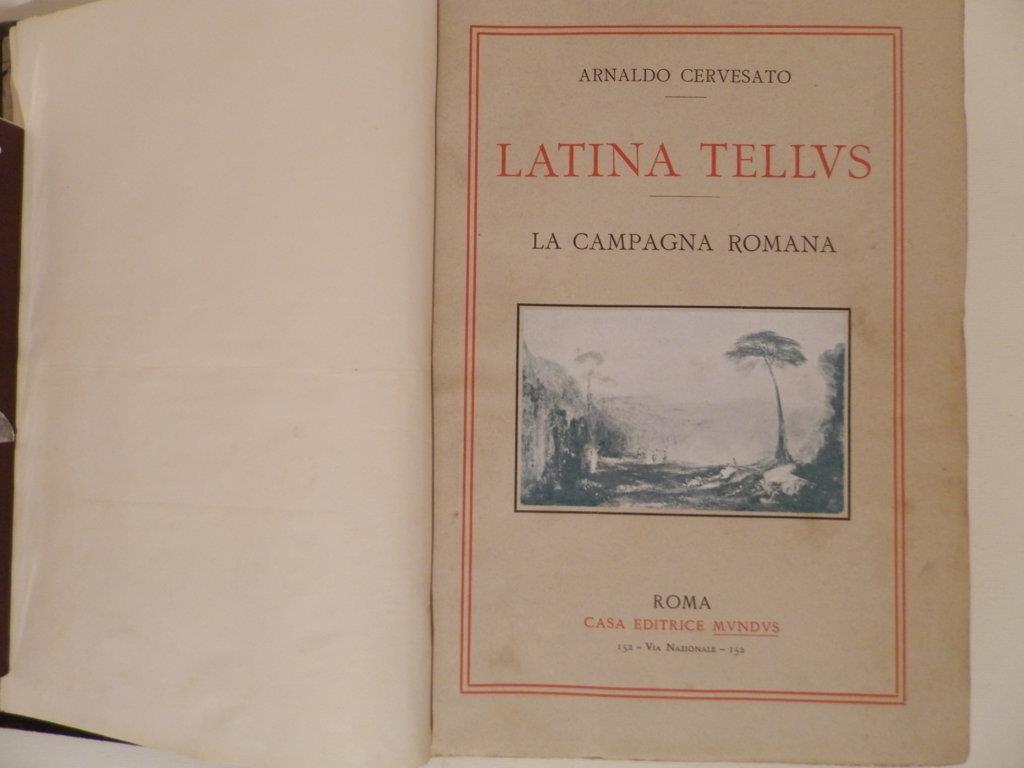 ARNALDO CERVESATO
LATINA TELLVS
LA CAMPAGNA ROMANA
ROMA
CASA EDITRICE MVNDVS
152 – VIA NAZIONALE – 152